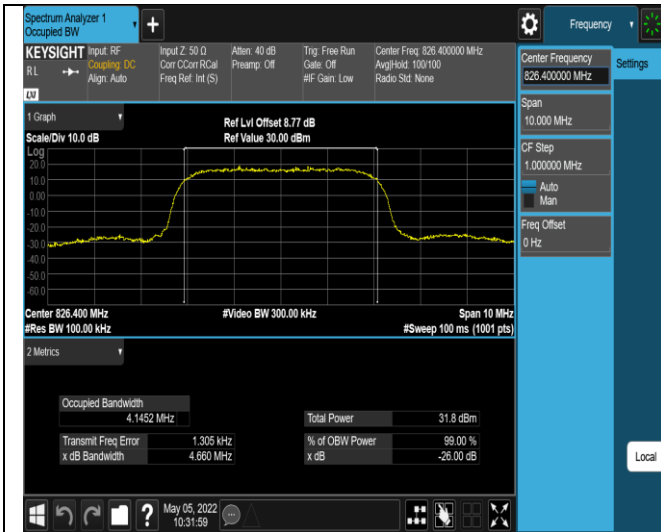 Spectrum Analyzer 1
Occupied BW
+
Frequency
KEYSIGHT
RL
LXI
Input: RF
Coupling: DC
Align: Auto
Input Z: 50 Ω
Corr CCorr RCal
Freq Ref: Int (S)
Atten: 40 dB
Preamp: Off
Trig: Free Run
Gate: Off
#IF Gain: Low
Center Freq: 826.400000 MHz
Avg|Hold: 100/100
Radio Std: None
Center Frequency
826.400000 MHz
Settings
Span
10.000 MHz
CF Step
1.000000 MHz
Auto
Man
Freq Offset
0 Hz
1 Graph
Scale/Div 10.0 dB
Ref Lvl Offset 8.77 dB
Ref Value 30.00 dBm
Log
20.0
10.0
0.00
-10.0
-20.0
-30.0
-40.0
-50.0
-60.0
Center 826.400 MHz
#Video BW 300.00 kHz
Span 10 MHz
#Res BW 100.00 kHz
#Sweep 100 ms (1001 pts)
2 Metrics
Occupied Bandwidth
4.1452 MHz
Total Power 31.8 dBm
Transmit Freq Error 1.305 kHz
% of OBW Power 99.00 %
x dB Bandwidth 4.660 MHz
x dB -26.00 dB
Local
?
May 05, 2022
10:31:59